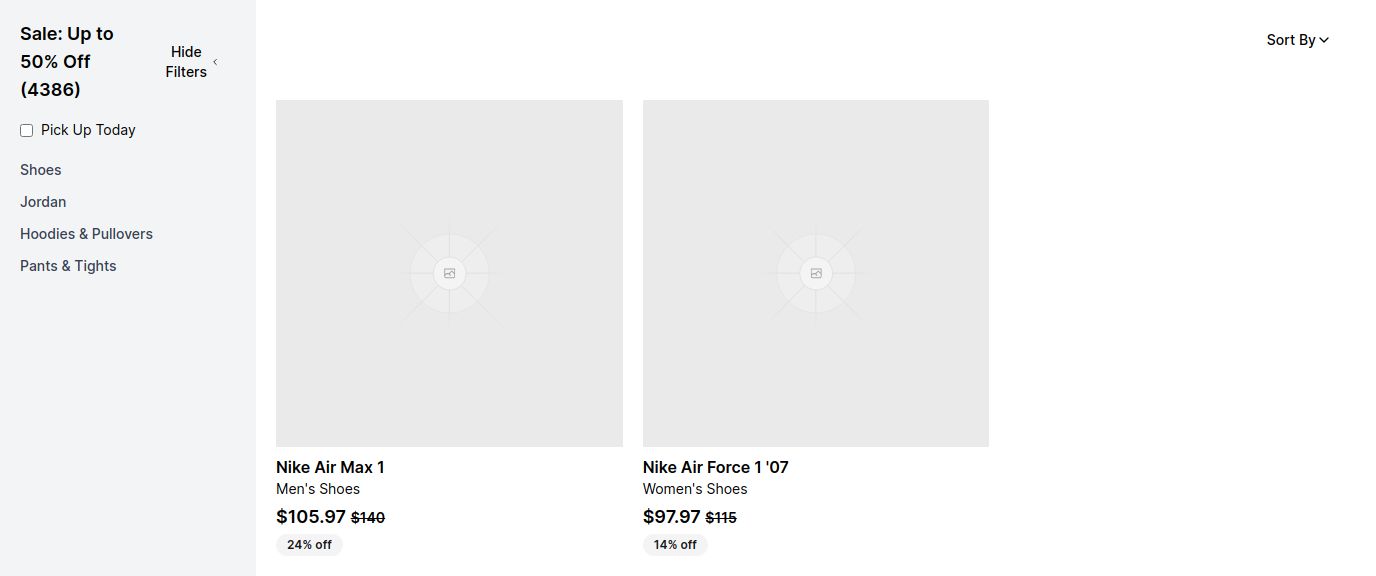 Sale: Up to
50% Off
(4386)
Hide
Filters
Pick Up Today
Shoes
Jordan
Hoodies & Pullovers
Pants & Tights
Sort By
Nike Air Max 1
Men's Shoes
$105.97 $140
24% off
Nike Air Force 1 '07
Women's Shoes
$97.97 $115
14% off